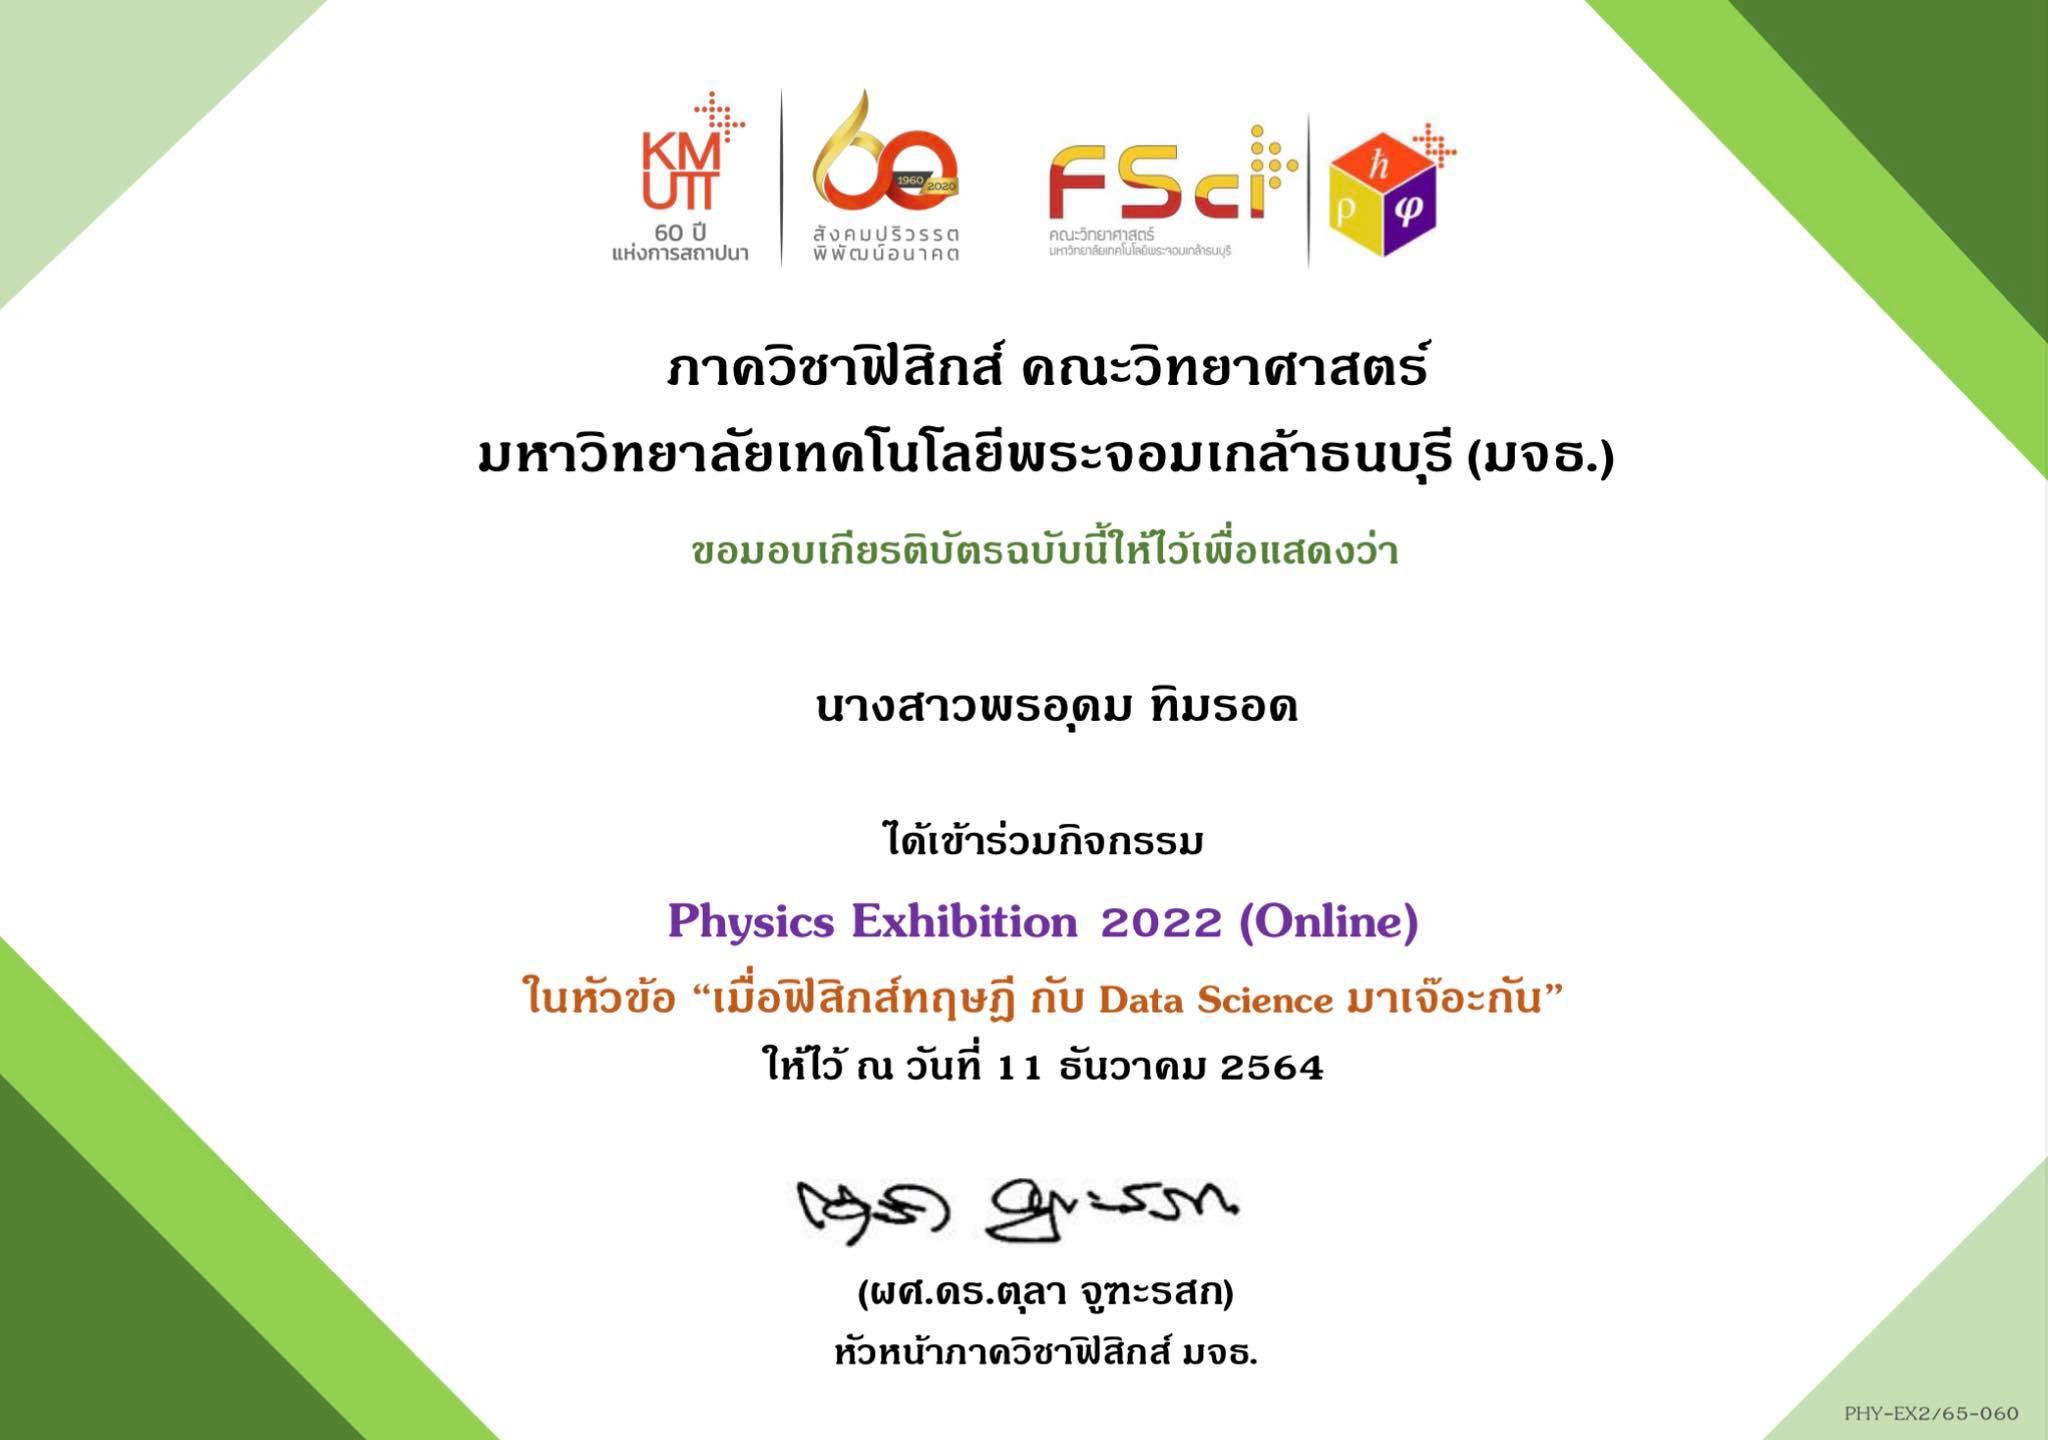 KM
UTT
60 ปี
แห่งการสถาปนา
60
1960 2020
สังคมปริวรรต
พิพัฒน์อนาคต
FSci
คณะวิทยาศาสตร์
มหาวิทยาลัยเทคโนโลยีพระจอมเกล้าธนบุรี
ħ
ρ φ
ภาควิชาฟิสิกส์ คณะวิทยาศาสตร์
มหาวิทยาลัยเทคโนโลยีพระจอมเกล้าธนบุรี (มจธ.)
ขอมอบเกียรติบัตรฉบับนี้ให้ไว้เพื่อแสดงว่า
นางสาวพรอุดม ทิมรอด
ได้เข้าร่วมกิจกรรม
Physics Exhibition 2022 (Online)
ในหัวข้อ “เมื่อฟิสิกส์ทฤษฎี กับ Data Science มาเจ๊อะกัน”
ให้ไว้ ณ วันที่ 11 ธันวาคม 2564
(ผศ.ดร.ตุลา จูฑะรสก)
หัวหน้าภาควิชาฟิสิกส์ มจธ.
PHY-EX2/65-060